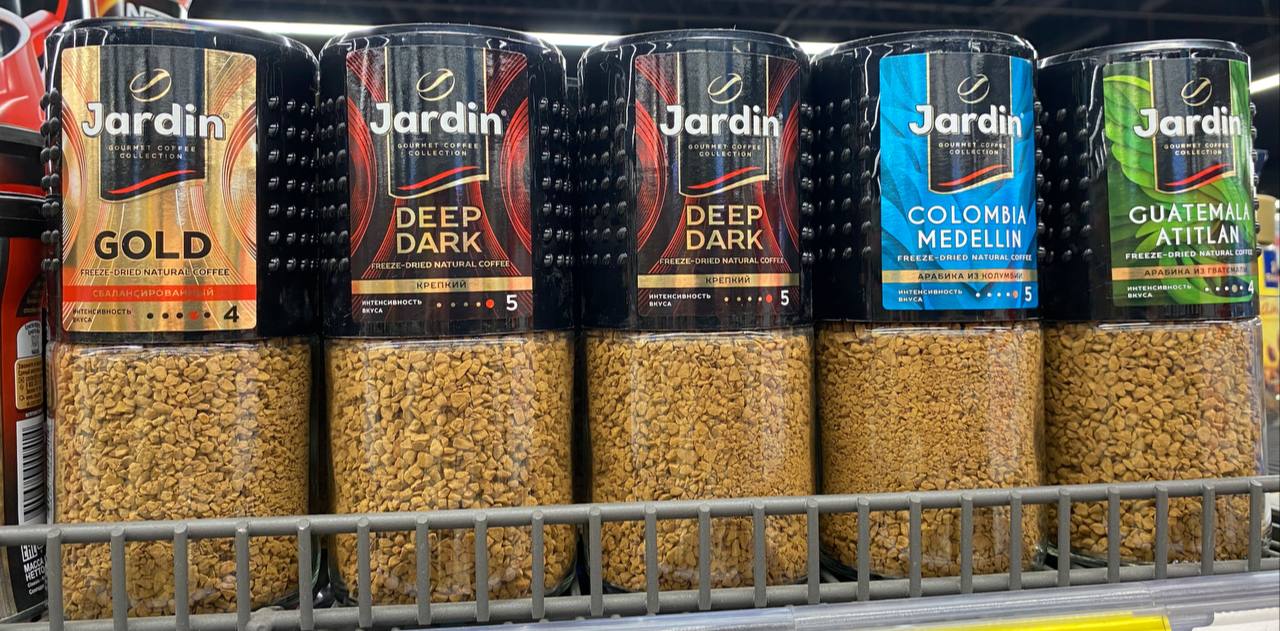 Jardin
GOURMET COFFEE
COLLECTION
GOLD
FREEZE-DRIED NATURAL COFFEE
СБАЛАНСИРОВАННЫЙ
ИНТЕНСИВНОСТЬ
ВКУСА
4
Jardin
GOURMET COFFEE
COLLECTION
DEEP
DARK
FREEZE-DRIED NATURAL COFFEE
КРЕПКИЙ
ИНТЕНСИВНОСТЬ
ВКУСА
5
Jardin
GOURMET COFFEE
COLLECTION
DEEP
DARK
FREEZE-DRIED NATURAL COFFEE
КРЕПКИЙ
ИНТЕНСИВНОСТЬ
ВКУСА
5
Jardin
GOURMET COFFEE
COLLECTION
COLOMBIA
MEDELLIN
FREEZE-DRIED NATURAL COFFEE
АРАБИКА ИЗ КОЛУМБИИ
ИНТЕНСИВНОСТЬ
ВКУСА
5
Jardin
GOURMET COFFEE
COLLECTION
GUATEMALA
ATITLAN
FREEZE-DRIED NATURAL COFFEE
АРАБИКА ИЗ ГВАТЕМАЛЫ
ИНТЕНСИВНОСТЬ
ВКУСА
4
МАССА
НЕТТО